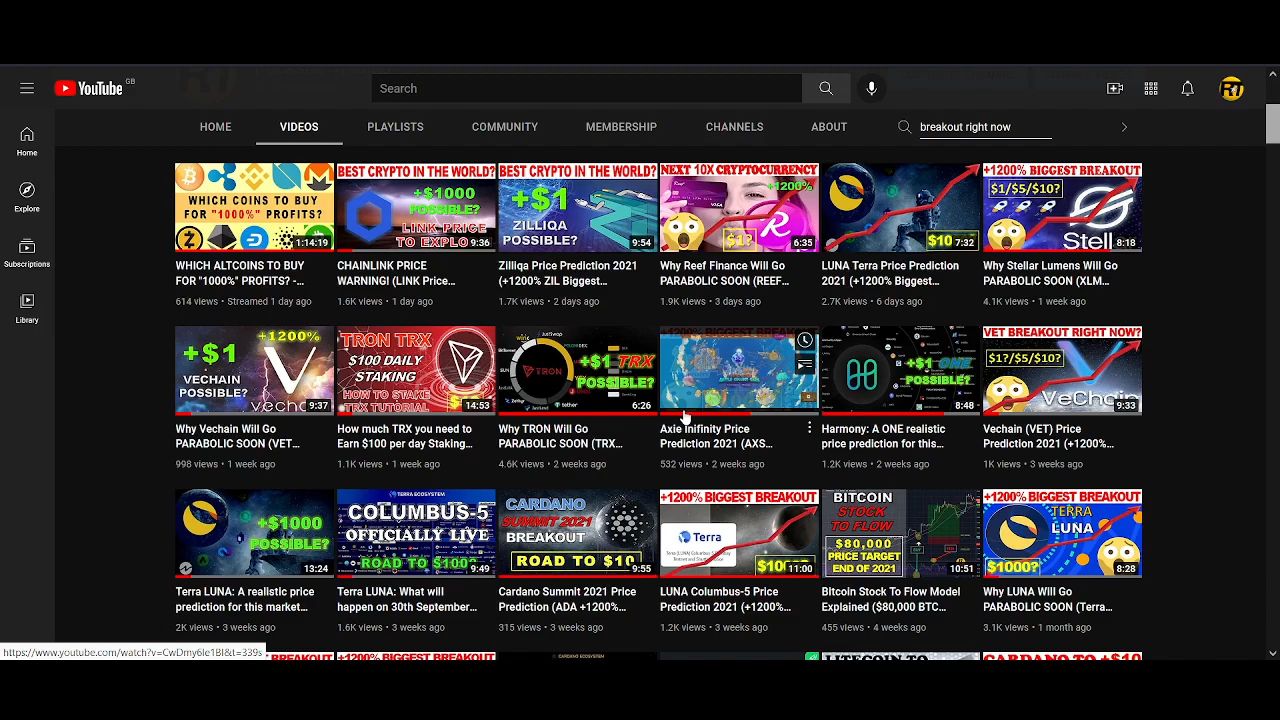 YouTube GB
Search
RT
HOME VIDEOS PLAYLISTS COMMUNITY MEMBERSHIP CHANNELS ABOUT breakout right now
Home
Explore
Subscriptions
Library
WHICH COINS TO BUY
FOR "1000%" PROFITS?
1:14:19
WHICH ALTCOINS TO BUY
FOR "1000%" PROFITS? -...
614 views • Streamed 1 day ago
BEST CRYPTO IN THE WORLD?
+$1000
POSSIBLE?
LINK PRICE
TO EXPLO
9:36
CHAINLINK PRICE
WARNING! (LINK Price...
1.6K views • 1 day ago
BEST CRYPTO IN THE WORLD?
+$1
ZILLIQA
POSSIBLE?
9:54
Zilliqa Price Prediction 2021
(+1200% ZIL Biggest...
1.7K views • 2 days ago
NEXT 10X CRYPTOCURRENCY
+1200%
$1?
6:35
Why Reef Finance Will Go
PARABOLIC SOON (REEF...
1.9K views • 3 days ago
$10
7:32
LUNA Terra Price Prediction
2021 (+1200% Biggest...
2.7K views • 6 days ago
+1200% BIGGEST BREAKOUT
$1/$5/$10?
Stell
8:18
Why Stellar Lumens Will Go
PARABOLIC SOON (XLM...
4.1K views • 1 week ago
+$1
+1200%
VECHAIN
POSSIBLE?
vecha
9:37
Why Vechain Will Go
PARABOLIC SOON (VET...
998 views • 1 week ago
TRON TRX
$100 DAILY
STAKING
HOW TO STAKE
TRX TUTORIAL
14:53
How much TRX you need to
Earn $100 per day Staking...
1.1K views • 1 week ago
JustSwap
TRON
BitTorrent
SUN
tether
+$1 TRX
POSSIBLE?
6:26
Why TRON Will Go
PARABOLIC SOON (TRX...
4.6K views • 2 weeks ago
+1200% BIGGEST BREAKO
Axie Infinity Price
Prediction 2021 (AXS...
532 views • 2 weeks ago
+$1 ONE
POSSIBLE?
8:48
Harmony: A ONE realistic
price prediction for this...
1.2K views • 2 weeks ago
VET BREAKOUT RIGHT NOW?
$1?/$5/$10?
VeChain
9:33
Vechain (VET) Price
Prediction 2021 (+1200%...
1K views • 3 weeks ago
+$1000
POSSIBLE?
13:24
Terra LUNA: A realistic price
prediction for this market...
2K views • 3 weeks ago
TERRA ECOSYSTEM
COLUMBUS-5
OFFICIALLY LIVE
ROAD TO $100
9:49
Terra LUNA: What will
happen on 30th September...
1.6K views • 3 weeks ago
CARDANO
SUMMIT 2021
BREAKOUT
ROAD TO $10
9:55
Cardano Summit 2021 Price
Prediction (ADA +1200%...
315 views • 3 weeks ago
+1200% BIGGEST BREAKOUT
Terra
$100
11:00
LUNA Columbus-5 Price
Prediction 2021 (+1200%...
1.2K views • 3 weeks ago
BITCOIN
STOCK
TO FLOW
$80,000
PRICE TARGET
END OF 2021
10:51
Bitcoin Stock To Flow Model
Explained ($80,000 BTC...
455 views • 4 weeks ago
+1200% BIGGEST BREAKOUT
TERRA
LUNA
$1000?
8:28
Why LUNA Will Go
PARABOLIC SOON (Terra...
3.1K views • 1 month ago
https://www.youtube.com/watch?v=CwDmy6Ie1BI&t=339s
CARDANO ECOSYSTEM